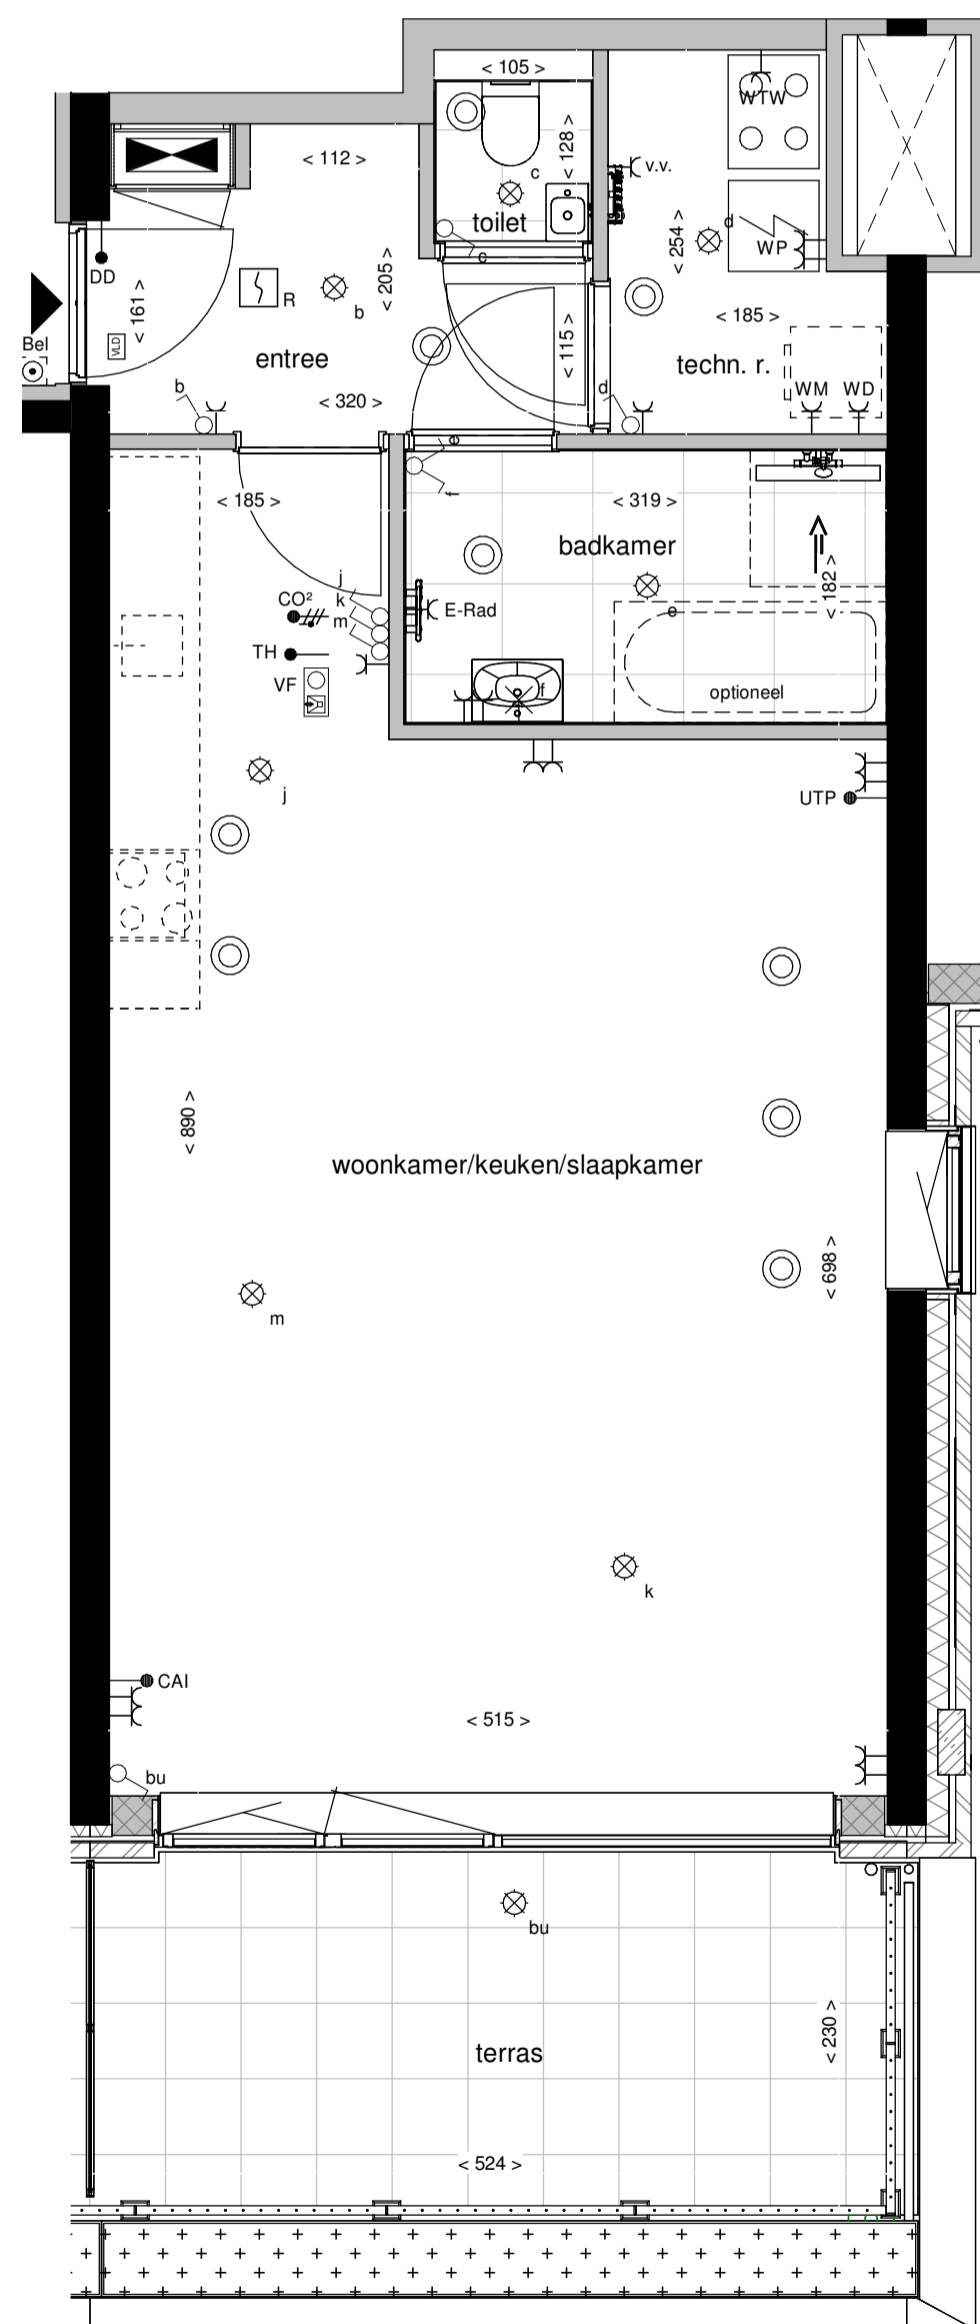 < 105 >
WTW
< 112 >
< 128 >
c
v.v.
toilet
d
< 254 >
WP
c
DD
R
< 205 >
b
< 161 >
VLD
Bel
< 185 >
< 115 >
entree
techn. r.
b
< 320 >
d
WM
WD
e
f
< 185 >
< 319 >
badkamer
j
CO²
k
m
E-Rad
e
< 182 >
TH
VF
f
optioneel
j
UTP
< 890 >
woonkamer/keuken/slaapkamer
< 698 >
m
k
CAI
< 515 >
bu
bu
< 230 >
terras
< 524 >